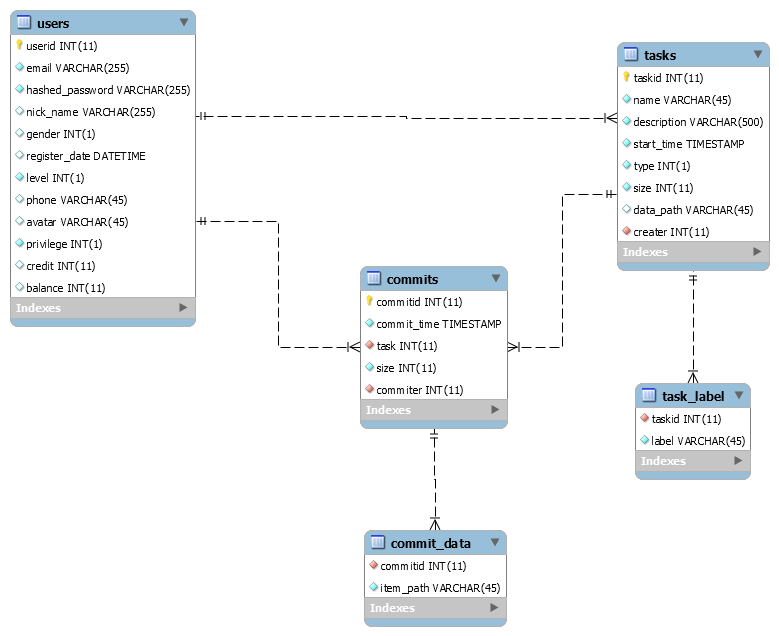 users
userid INT(11)
email VARCHAR(255)
hashed_password VARCHAR(255)
nick_name VARCHAR(255)
gender INT(1)
register_date DATETIME
level INT(1)
phone VARCHAR(45)
avatar VARCHAR(45)
privilege INT(1)
credit INT(11)
balance INT(11)
Indexes
tasks
taskid INT(11)
name VARCHAR(45)
description VARCHAR(500)
start_time TIMESTAMP
type INT(1)
size INT(11)
data_path VARCHAR(45)
creater INT(11)
Indexes
commits
commitid INT(11)
commit_time TIMESTAMP
task INT(11)
size INT(11)
commiter INT(11)
Indexes
task_label
taskid INT(11)
label VARCHAR(45)
Indexes
commit_data
commitid INT(11)
item_path VARCHAR(45)
Indexes